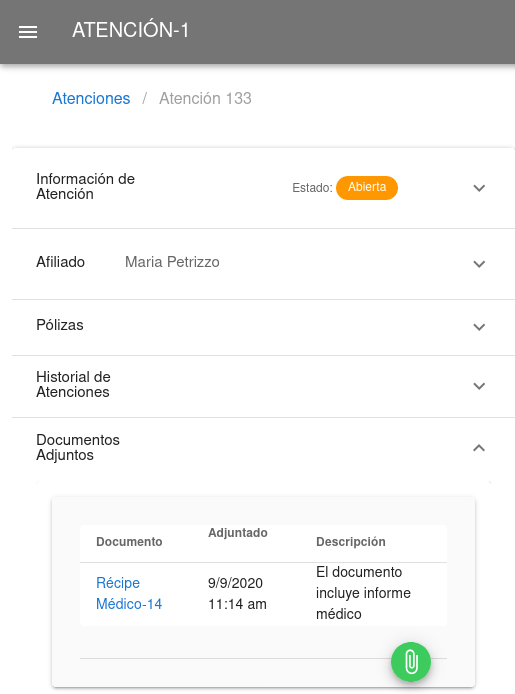 ATENCIÓN-1
Atenciones / Atención 133
Información de
Atención
Estado: Abierta
Afiliado Maria Petrizzo
Pólizas
Historial de
Atenciones
Documentos
Adjuntos
Documento Adjuntado Descripción
Récipe
Médico-14
9/9/2020
11:14 am
El documento
incluye informe
médico